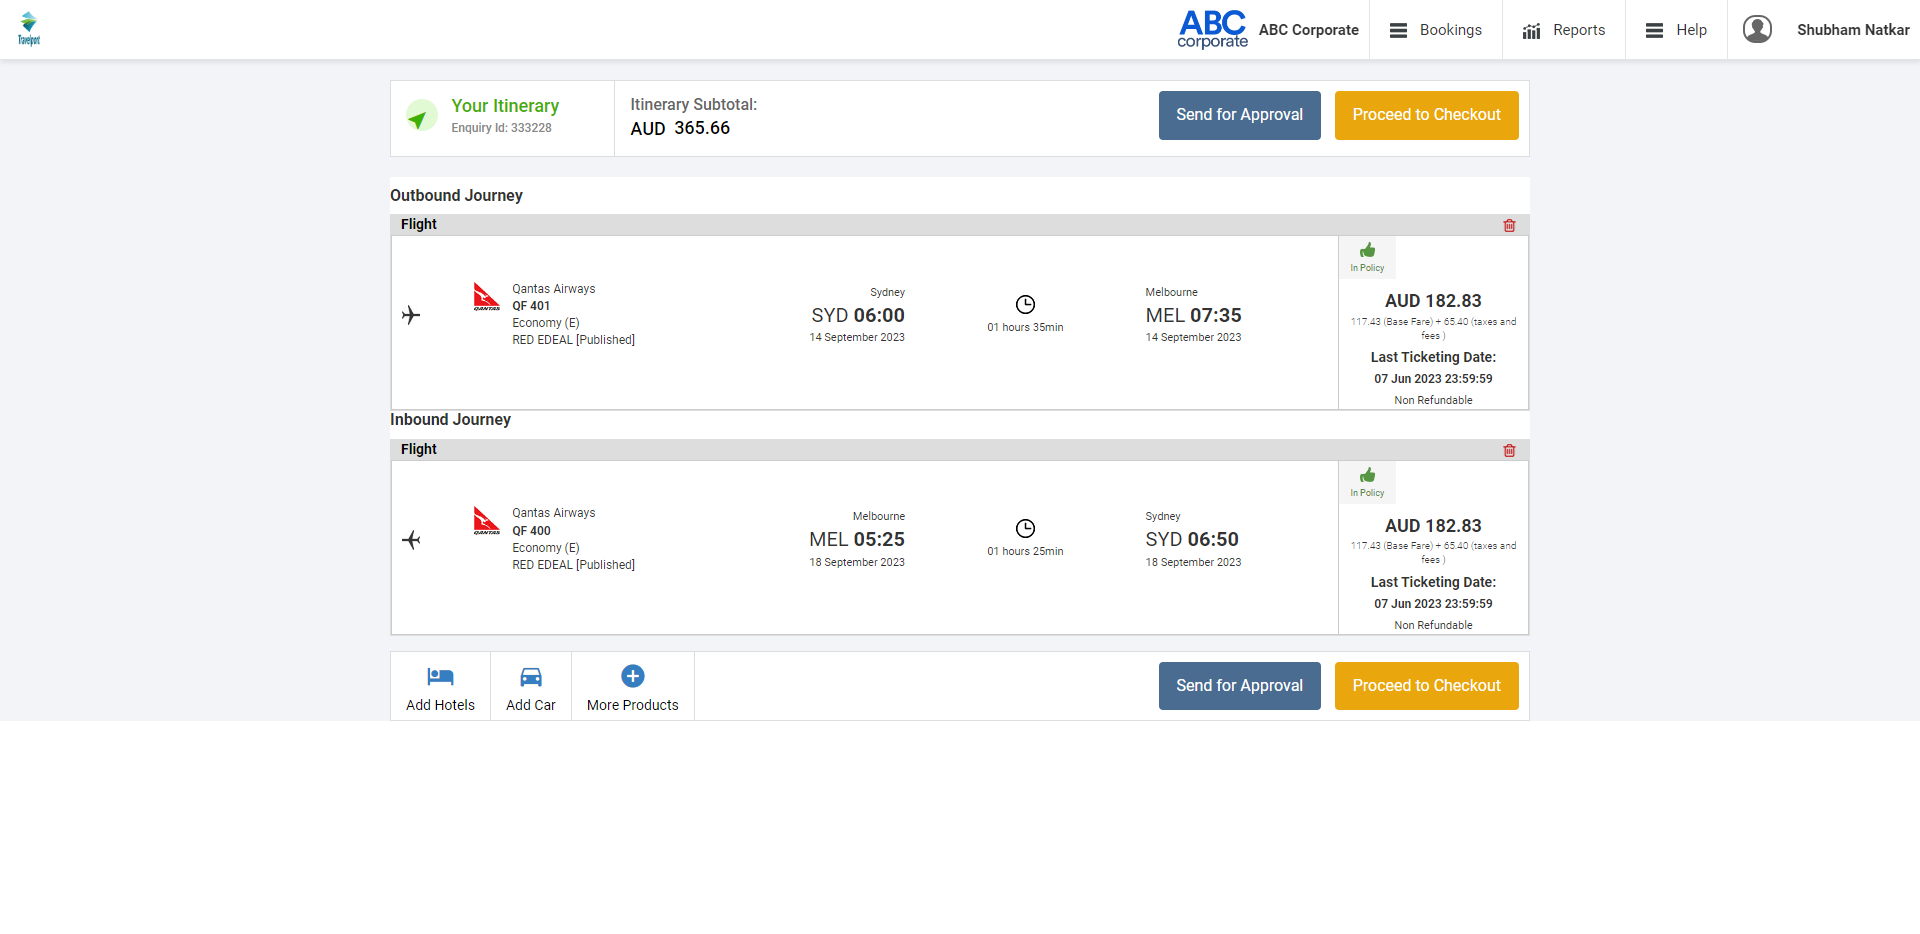 Travelport
ABC
corporate
ABC Corporate
Bookings
Reports
Help
Shubham Natkar
Your Itinerary
Enquiry Id: 333228
Itinerary Subtotal:
AUD 365.66
Send for Approval
Proceed to Checkout
Outbound Journey
Flight
QANTAS
Qantas Airways
QF 401
Economy (E)
RED EDEAL [Published]
Sydney
SYD 06:00
14 September 2023
01 hours 35min
Melbourne
MEL 07:35
14 September 2023
In Policy
AUD 182.83
117.43 (Base Fare) + 65.40 (taxes and
fees )
Last Ticketing Date:
07 Jun 2023 23:59:59
Non Refundable
Inbound Journey
Flight
QANTAS
Qantas Airways
QF 400
Economy (E)
RED EDEAL [Published]
Melbourne
MEL 05:25
18 September 2023
01 hours 25min
Sydney
SYD 06:50
18 September 2023
In Policy
AUD 182.83
117.43 (Base Fare) + 65.40 (taxes and
fees )
Last Ticketing Date:
07 Jun 2023 23:59:59
Non Refundable
Add Hotels
Add Car
More Products
Send for Approval
Proceed to Checkout